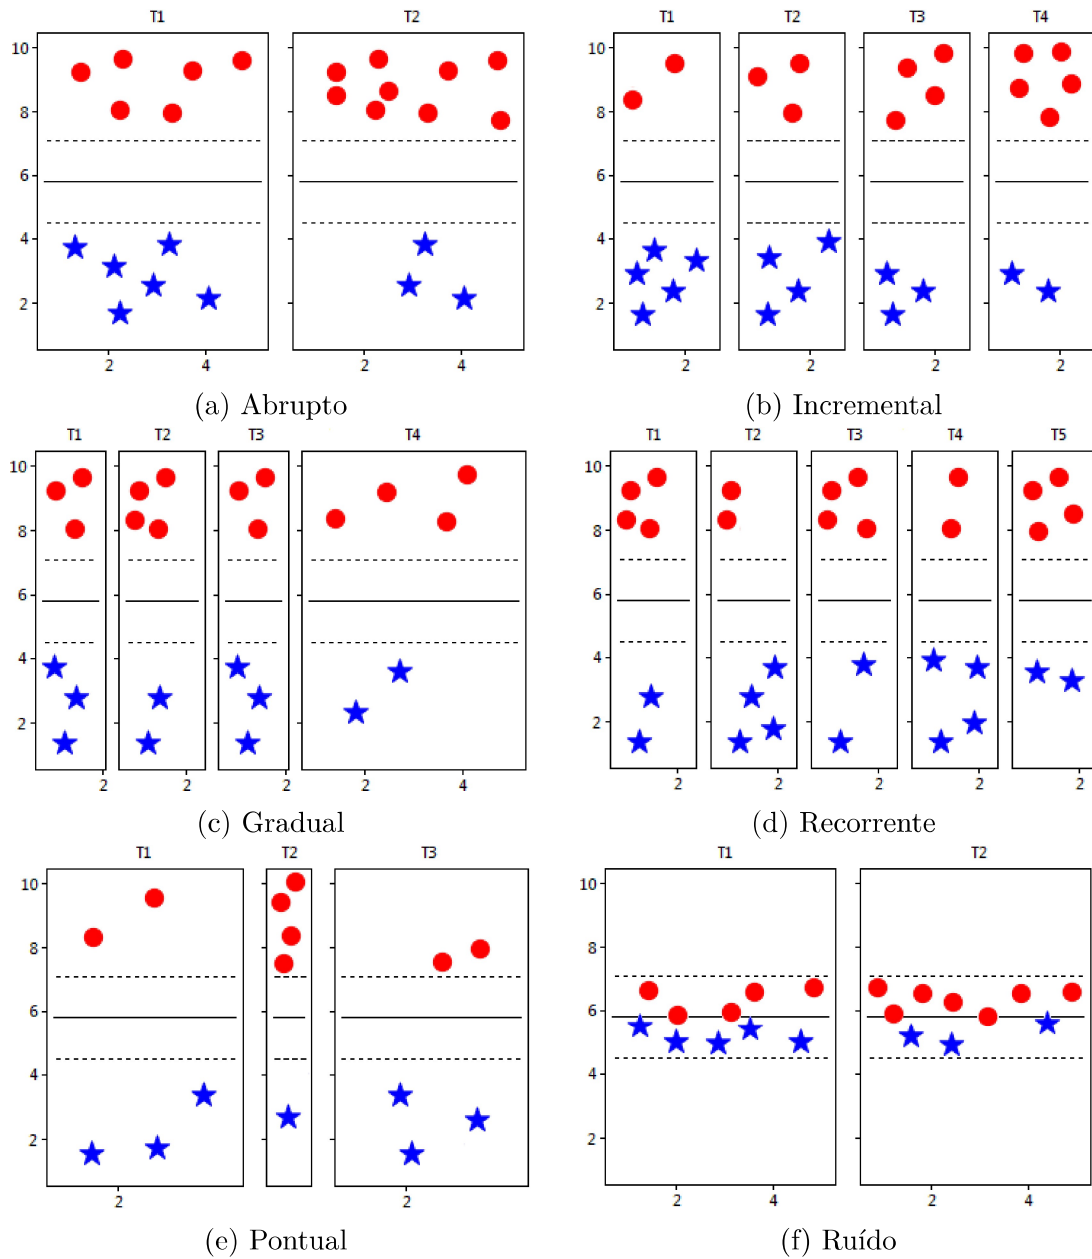 T1 T2 T1 T2 T3 T4
10 8 6 4 2 10 8 6 4 2
2 4 2 4 2 2 2 2
(a) Abrupto (b) Incremental
T1 T2 T3 T4 T1 T2 T3 T4 T5
10 8 6 4 2 10 8 6 4 2
2 2 2 2 4 2 2 2 2 2
(c) Gradual (d) Recorrente
T1 T2 T3 T1 T2
10 8 6 4 2 10 8 6 4 2
2 2 2 4 2 4
(e) Pontual (f) Ruído